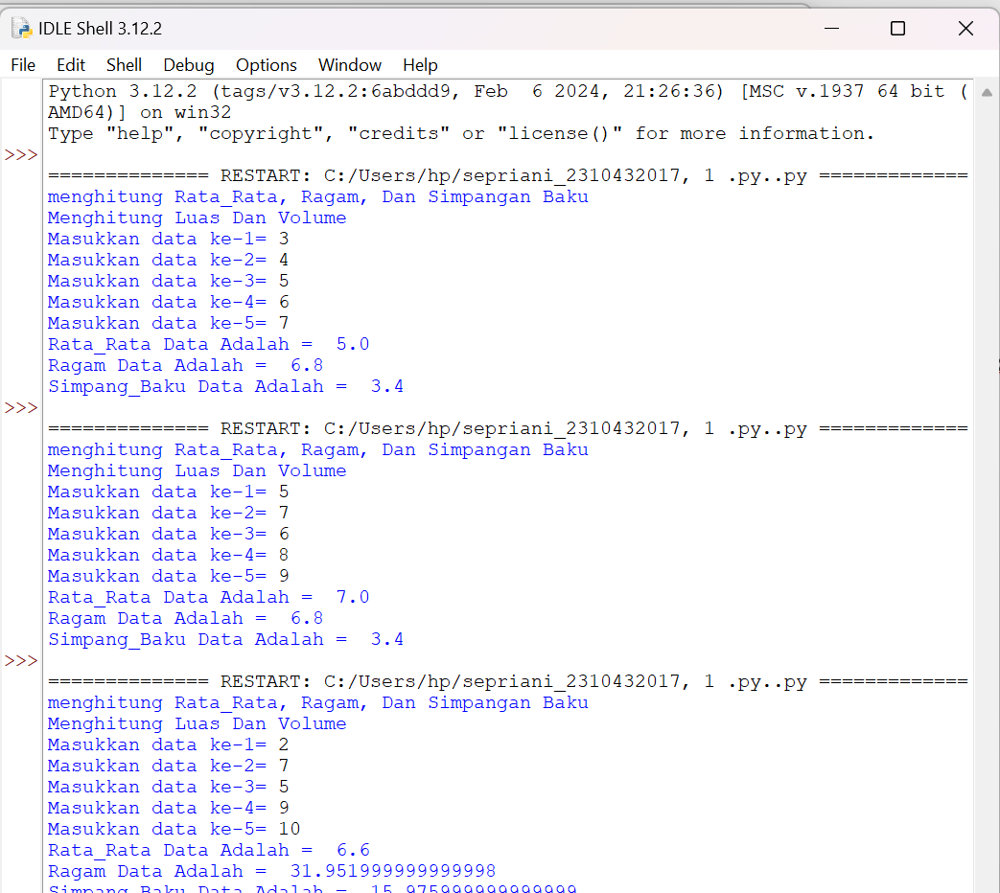 IDLE Shell 3.12.2
File Edit Shell Debug Options Window Help
Python 3.12.2 (tags/v3.12.2:6abddd9, Feb  6 2024, 21:26:36) [MSC v.1937 64 bit (
AMD64)] on win32
Type "help", "copyright", "credits" or "license()" for more information.
>>>
============== RESTART: C:/Users/hp/sepriani_2310432017, 1 .py..py =============
menghitung Rata_Rata, Ragam, Dan Simpangan Baku
Menghitung Luas Dan Volume
Masukkan data ke-1= 3
Masukkan data ke-2= 4
Masukkan data ke-3= 5
Masukkan data ke-4= 6
Masukkan data ke-5= 7
Rata_Rata Data Adalah =  5.0
Ragam Data Adalah =  6.8
Simpang_Baku Data Adalah =  3.4
>>>
============== RESTART: C:/Users/hp/sepriani_2310432017, 1 .py..py =============
menghitung Rata_Rata, Ragam, Dan Simpangan Baku
Menghitung Luas Dan Volume
Masukkan data ke-1= 5
Masukkan data ke-2= 7
Masukkan data ke-3= 6
Masukkan data ke-4= 8
Masukkan data ke-5= 9
Rata_Rata Data Adalah =  7.0
Ragam Data Adalah =  6.8
Simpang_Baku Data Adalah =  3.4
>>>
============== RESTART: C:/Users/hp/sepriani_2310432017, 1 .py..py =============
menghitung Rata_Rata, Ragam, Dan Simpangan Baku
Menghitung Luas Dan Volume
Masukkan data ke-1= 2
Masukkan data ke-2= 7
Masukkan data ke-3= 5
Masukkan data ke-4= 9
Masukkan data ke-5= 10
Rata_Rata Data Adalah =  6.6
Ragam Data Adalah =  31.951999999999998
Simpang_Baku Data Adalah =  15.975999999999999